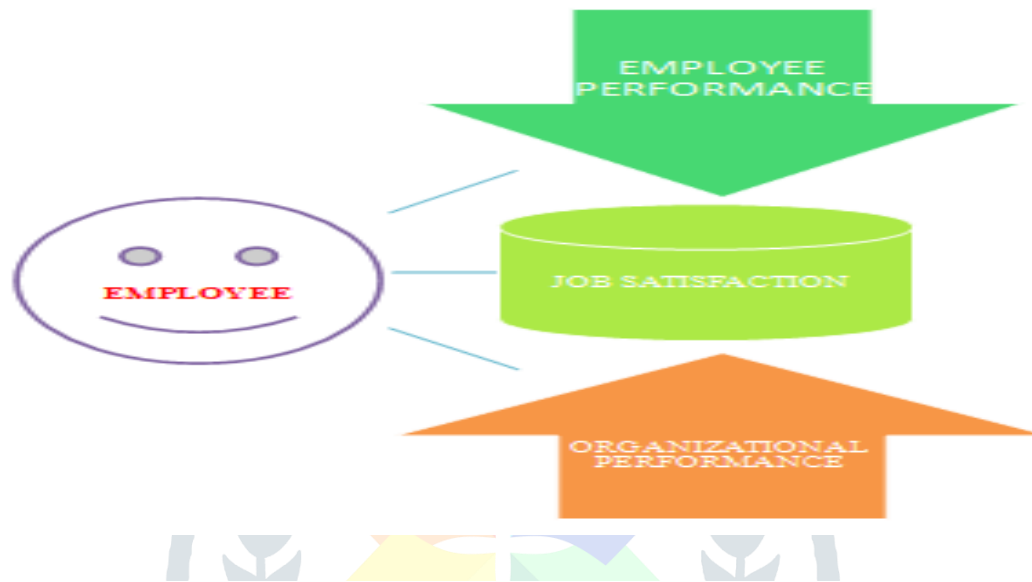 EMPLOYEE
PERFORMANCE
JOB SATISFACTION
EMPLOYEE
ORGANIZATIONAL
PERFORMANCE